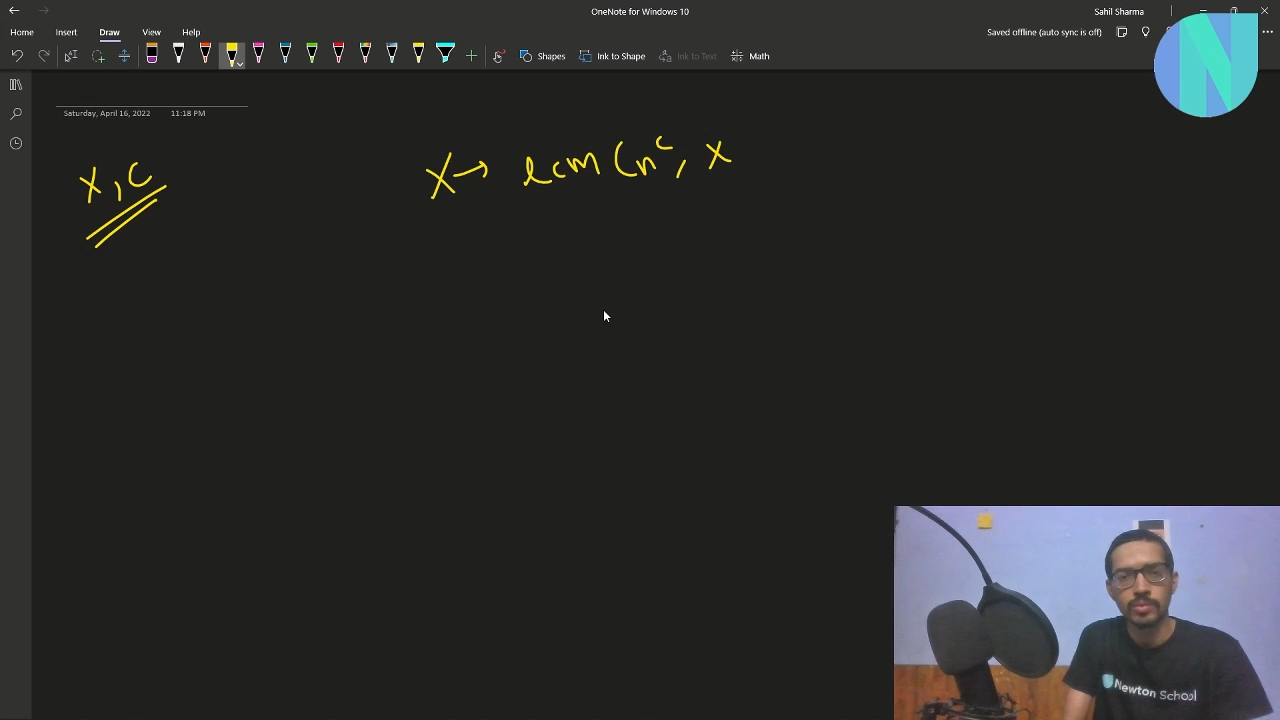 OneNote for Windows 10
Sahil Sharma
Home Insert Draw View Help
Saved offline (auto sync is off)
Shapes Ink to Shape Ink to Text Math
Saturday, April 16, 2022 11:18 PM
X, C
X → lcm (n^c, X
Newton School